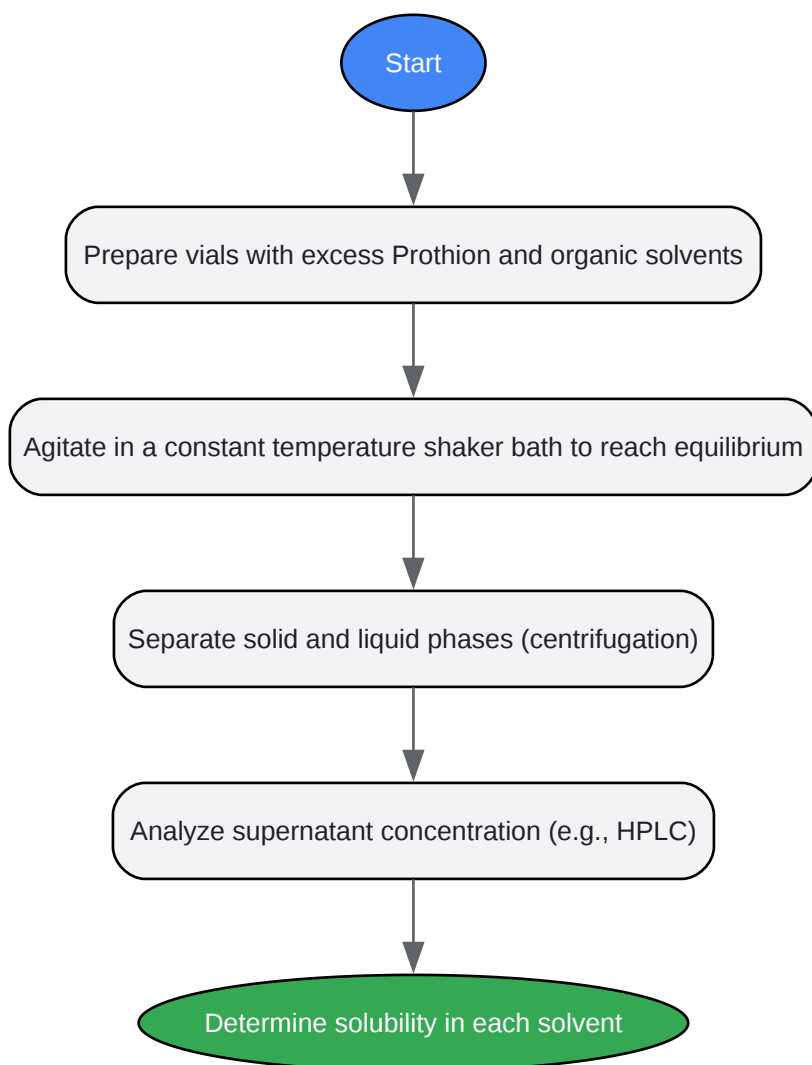 Start
Prepare vials with excess Prothion and organic solvents
Agitate in a constant temperature shaker bath to reach equilibrium
Separate solid and liquid phases (centrifugation)
Analyze supernatant concentration (e.g., HPLC)
Determine solubility in each solvent